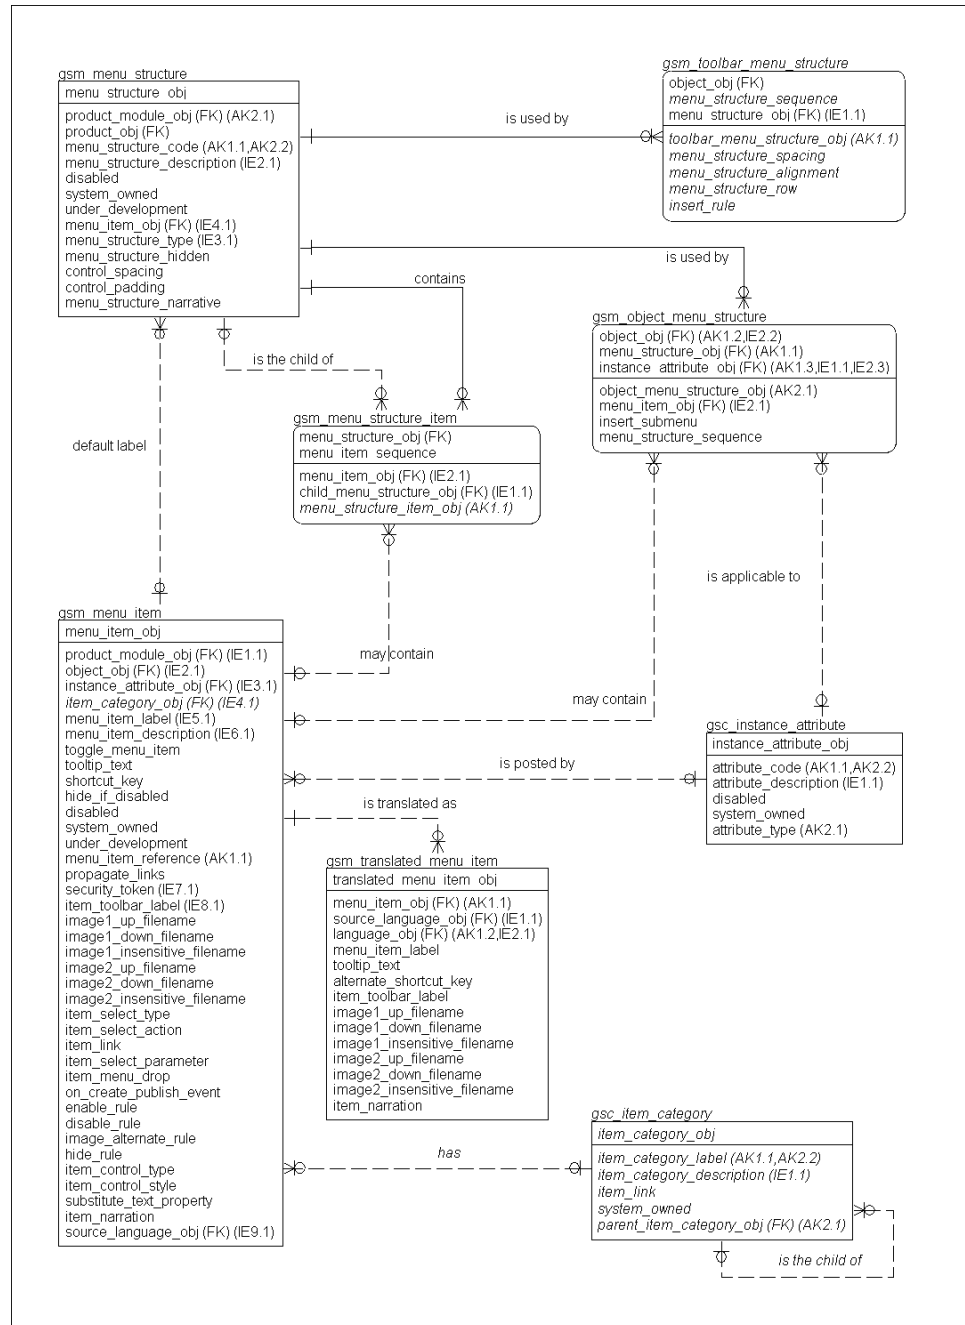 gsm_menu_structure
menu_structure_obj
product_module_obj (FK) (AK2.1)
product_obj (FK)
menu_structure_code (AK1.1,AK2.2)
menu_structure_description (IE2.1)
disabled
system_owned
under_development
menu_item_obj (FK) (IE4.1)
menu_structure_type (IE3.1)
menu_structure_hidden
control_spacing
control_padding
menu_structure_narrative
is used by
gsm_toolbar_menu_structure
object_obj (FK)
menu_structure_sequence
menu_structure_obj (FK) (IE1.1)
toolbar_menu_structure_obj (AK1.1)
menu_structure_spacing
menu_structure_alignment
menu_structure_row
insert_rule
is used by
contains
is the child of
default label
gsm_object_menu_structure
object_obj (FK) (AK1.2,IE2.2)
menu_structure_obj (FK) (AK1.1)
instance_attribute_obj (FK) (AK1.3,IE1.1,IE2.3)
object_menu_structure_obj (AK2.1)
menu_item_obj (FK) (IE2.1)
insert_submenu
menu_structure_sequence
gsm_menu_structure_item
menu_structure_obj (FK)
menu_item_sequence
menu_item_obj (FK) (IE2.1)
child_menu_structure_obj (FK) (IE1.1)
menu_structure_item_obj (AK1.1)
is applicable to
may contain
may contain
gsm_menu_item
menu_item_obj
product_module_obj (FK) (IE1.1)
object_obj (FK) (IE2.1)
instance_attribute_obj (FK) (IE3.1)
item_category_obj (FK) (IE4.1)
menu_item_label (IE5.1)
menu_item_description (IE6.1)
toggle_menu_item
tooltip_text
shortcut_key
hide_if_disabled
disabled
system_owned
under_development
menu_item_reference (AK1.1)
propagate_links
security_token (IE7.1)
item_toolbar_label (IE8.1)
image1_up_filename
image1_down_filename
image1_insensitive_filename
image2_up_filename
image2_down_filename
image2_insensitive_filename
item_select_type
item_select_action
item_link
item_select_parameter
item_menu_drop
on_create_publish_event
enable_rule
disable_rule
image_alternate_rule
hide_rule
item_control_type
item_control_style
substitute_text_property
item_narration
source_language_obj (FK) (IE9.1)
is posted by
gsc_instance_attribute
instance_attribute_obj
attribute_code (AK1.1,AK2.2)
attribute_description (IE1.1)
disabled
system_owned
attribute_type (AK2.1)
is translated as
gsm_translated_menu_item
translated_menu_item_obj
menu_item_obj (FK) (AK1.1)
source_language_obj (FK) (IE1.1)
language_obj (FK) (AK1.2,IE2.1)
menu_item_label
tooltip_text
alternate_shortcut_key
item_toolbar_label
image1_up_filename
image1_down_filename
image1_insensitive_filename
image2_up_filename
image2_down_filename
image2_insensitive_filename
item_narration
has
gsc_item_category
item_category_obj
item_category_label (AK1.1,AK2.2)
item_category_description (IE1.1)
item_link
system_owned
parent_item_category_obj (FK) (AK2.1)
is the child of